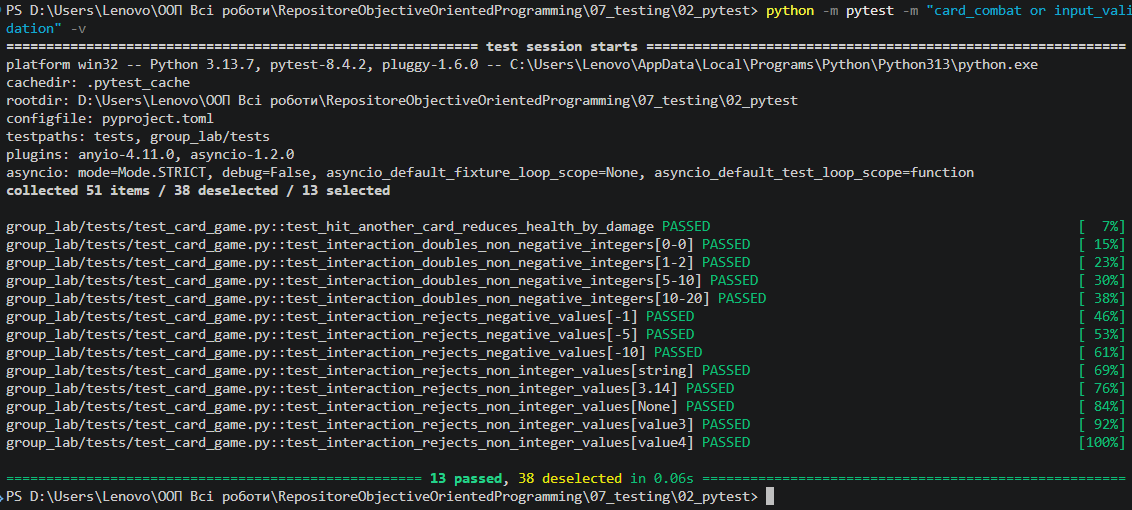 PS D:\Users\Lenovo\ООП Всі роботи\RepositoreObjectiveOrientedProgramming\07_testing\02_pytest> python -m pytest -m "card_combat or input_vali
dation" -v
=========================================================== test session starts ============================================================
platform win32 -- Python 3.13.7, pytest-8.4.2, pluggy-1.6.0 -- C:\Users\Lenovo\AppData\Local\Programs\Python\Python313\python.exe
cachedir: .pytest_cache
rootdir: D:\Users\Lenovo\ООП Всі роботи\RepositoreObjectiveOrientedProgramming\07_testing\02_pytest
configfile: pyproject.toml
testpaths: tests, group_lab/tests
plugins: anyio-4.11.0, asyncio-1.2.0
asyncio: mode=Mode.STRICT, debug=False, asyncio_default_fixture_loop_scope=None, asyncio_default_test_loop_scope=function
collected 51 items / 38 deselected / 13 selected
group_lab/tests/test_card_game.py::test_hit_another_card_reduces_health_by_damage PASSED [ 7%]
group_lab/tests/test_card_game.py::test_interaction_doubles_non_negative_integers[0-0] PASSED [ 15%]
group_lab/tests/test_card_game.py::test_interaction_doubles_non_negative_integers[1-2] PASSED [ 23%]
group_lab/tests/test_card_game.py::test_interaction_doubles_non_negative_integers[5-10] PASSED [ 30%]
group_lab/tests/test_card_game.py::test_interaction_doubles_non_negative_integers[10-20] PASSED [ 38%]
group_lab/tests/test_card_game.py::test_interaction_rejects_negative_values[-1] PASSED [ 46%]
group_lab/tests/test_card_game.py::test_interaction_rejects_negative_values[-5] PASSED [ 53%]
group_lab/tests/test_card_game.py::test_interaction_rejects_negative_values[-10] PASSED [ 61%]
group_lab/tests/test_card_game.py::test_interaction_rejects_non_integer_values[string] PASSED [ 69%]
group_lab/tests/test_card_game.py::test_interaction_rejects_non_integer_values[3.14] PASSED [ 76%]
group_lab/tests/test_card_game.py::test_interaction_rejects_non_integer_values[None] PASSED [ 84%]
group_lab/tests/test_card_game.py::test_interaction_rejects_non_integer_values[value3] PASSED [ 92%]
group_lab/tests/test_card_game.py::test_interaction_rejects_non_integer_values[value4] PASSED [100%]
==================================================== 13 passed, 38 deselected in 0.06s =====================================================
PS D:\Users\Lenovo\ООП Всі роботи\RepositoreObjectiveOrientedProgramming\07_testing\02_pytest>